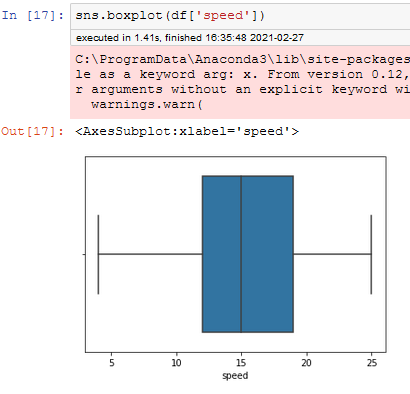 In [17]: sns.boxplot(df['speed'])
executed in 1.41s, finished 16:35:48 2021-02-27
C:\ProgramData\Anaconda3\lib\site-packages
le as a keyword arg: x. From version 0.12,
r arguments without an explicit keyword wi
warnings.warn(
Out[17]: <AxesSubplot:xlabel='speed'>
5 10 15 20 25
speed